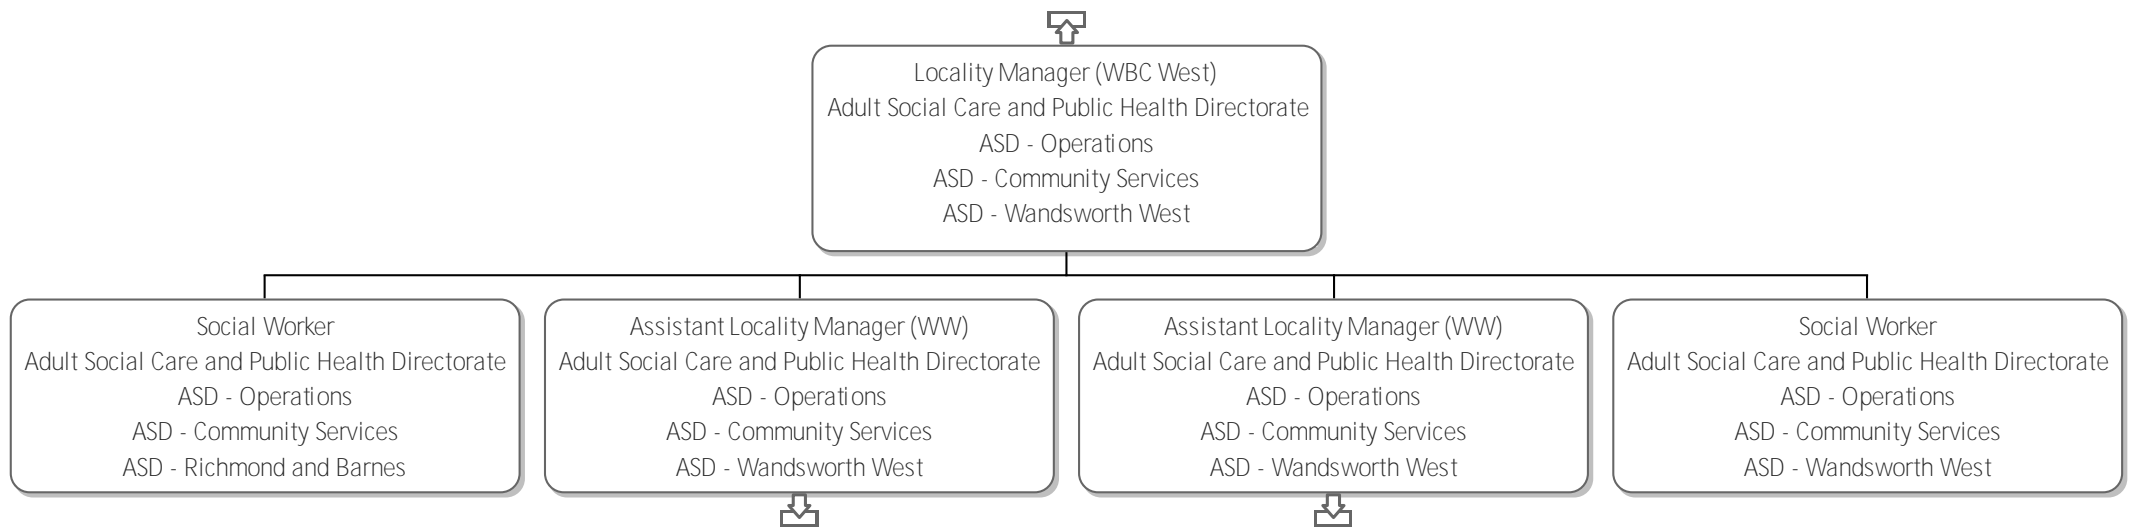 Locality Manager (WBC West)
Adult Social Care and Public Health Directorate
ASD - Operations
ASD - Community Services
ASD - Wandsworth West
Social Worker
Adult Social Care and Public Health Directorate
ASD - Operations
ASD - Community Services
ASD - Richmond and Barnes
Assistant Locality Manager (WW)
Adult Social Care and Public Health Directorate
ASD - Operations
ASD - Community Services
ASD - Wandsworth West
Assistant Locality Manager (WW)
Adult Social Care and Public Health Directorate
ASD - Operations
ASD - Community Services
ASD - Wandsworth West
Social Worker
Adult Social Care and Public Health Directorate
ASD - Operations
ASD - Community Services
ASD - Wandsworth West